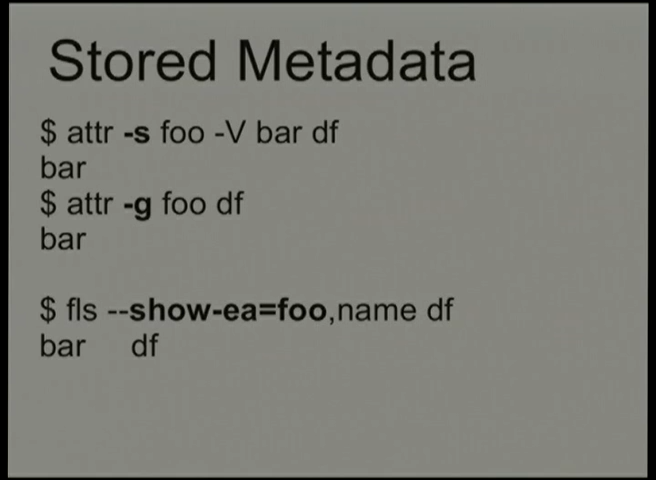 Stored Metadata
$ attr -s foo -V bar df
bar
$ attr -g foo df
bar
$ fls --show-ea=foo,name df
bar df